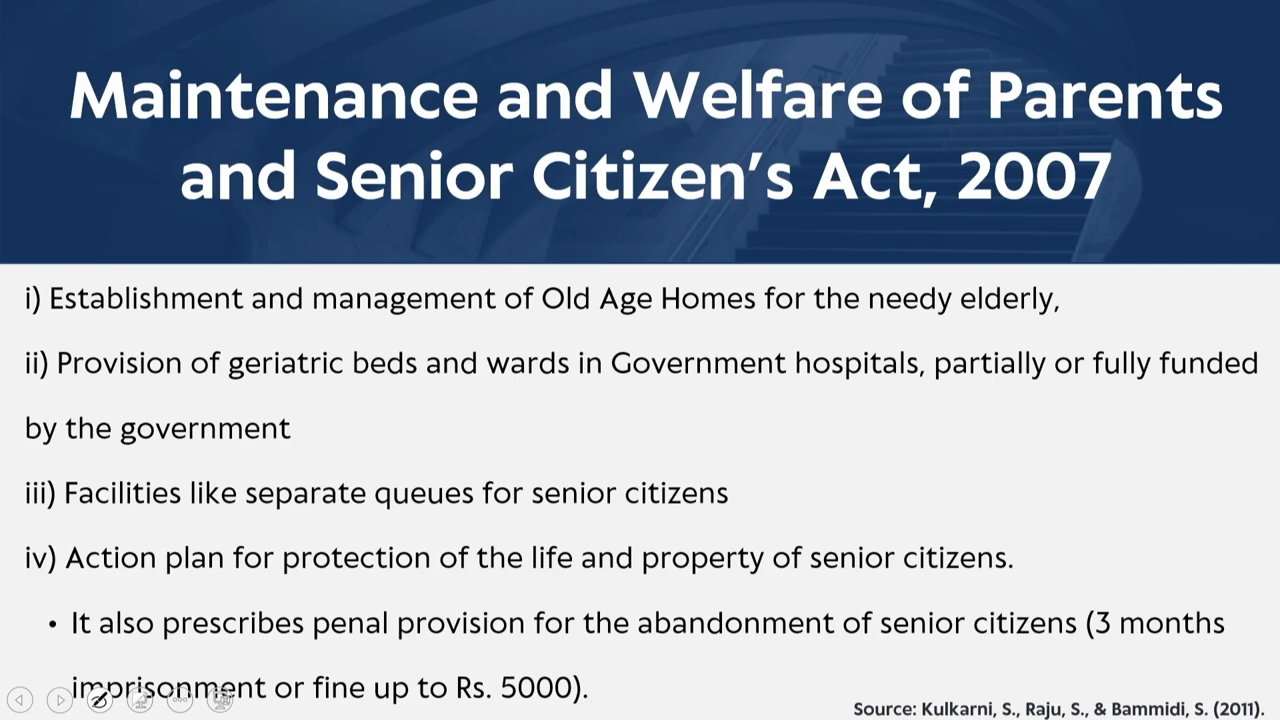 Maintenance and Welfare of Parents
and Senior Citizen's Act, 2007
i) Establishment and management of Old Age Homes for the needy elderly,
ii) Provision of geriatric beds and wards in Government hospitals, partially or fully funded
by the government
iii) Facilities like separate queues for senior citizens
iv) Action plan for protection of the life and property of senior citizens.
• It also prescribes penal provision for the abandonment of senior citizens (3 months
imprisonment or fine up to Rs. 5000).
Source: Kulkarni, S., Raju, S., & Bammidi, S. (2011).